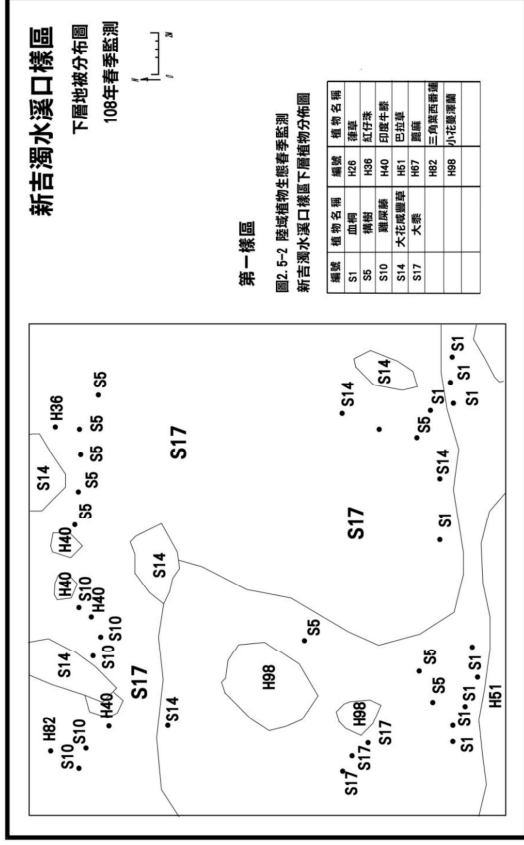 新吉濁水溪口樣區
下層地被分布圖
108年春季監測
第一樣區
圖2.5-2 陸域植物生態春季監測
新吉濁水溪口樣區下層植物分布圖
編號 植物名稱 編號 植物名稱
S1 血桐 H26 葎草
S5 構樹 H36 紅仔珠
S10 雞屎藤 H40 印度牛膝
S14 大花咸豐草 H51 巴拉草
S17 大黍 H67 蓖麻
H82 三角葉西番蓮
H98 小花蔓澤蘭
H82 S14 S14 H36
S10 S10 H40 H40 S5 S5 S5 S5 S5
H40 S10 S10 H40 S10
S17 S14 S17
S14
H98 S5
S17 S17 S17 H98 S17 S14 S14
S5 S5 S1 S14 S5 S1
S1 S1 S1 S1 S1 S1 S1
H51